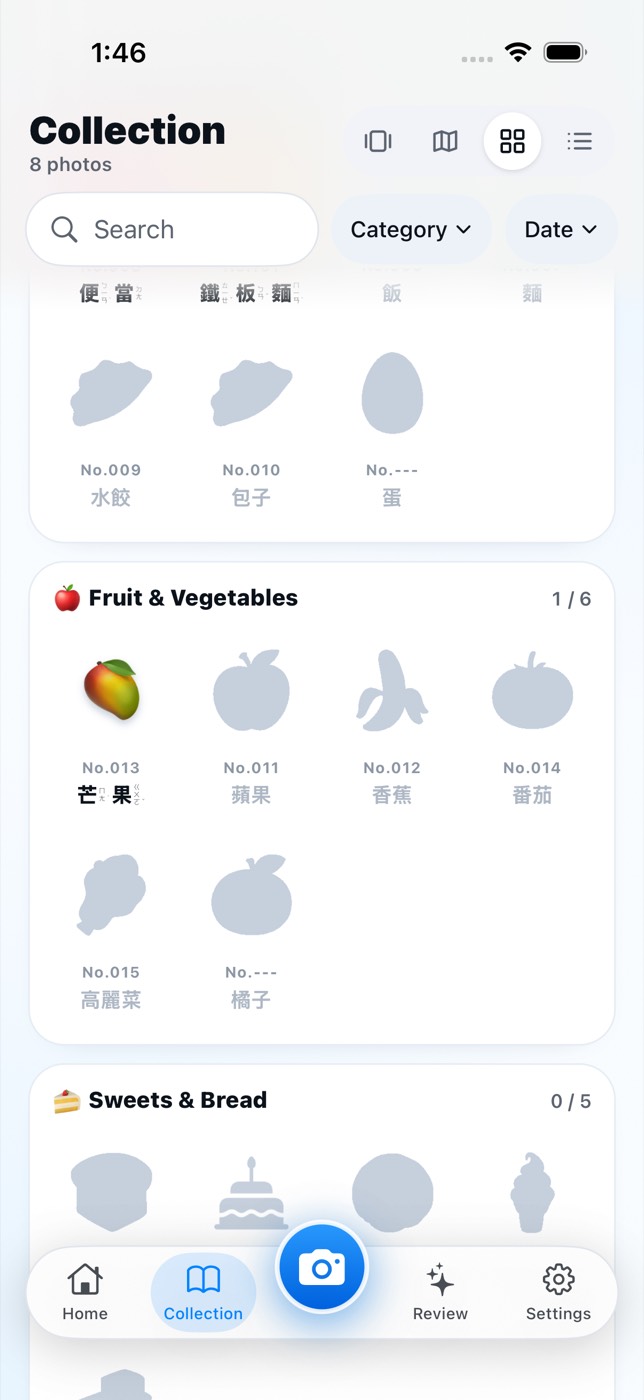 1:46
Collection
8 photos
Search
Category
Date
便當 鐵板麵 飯 麵
No.009 No.010 No.---
水餃 包子 蛋
Fruit & Vegetables 1 / 6
No.013 No.011 No.012 No.014
芒果 蘋果 香蕉 番茄
No.015 No.---
高麗菜 橘子
Sweets & Bread 0 / 5
Home Collection Review Settings